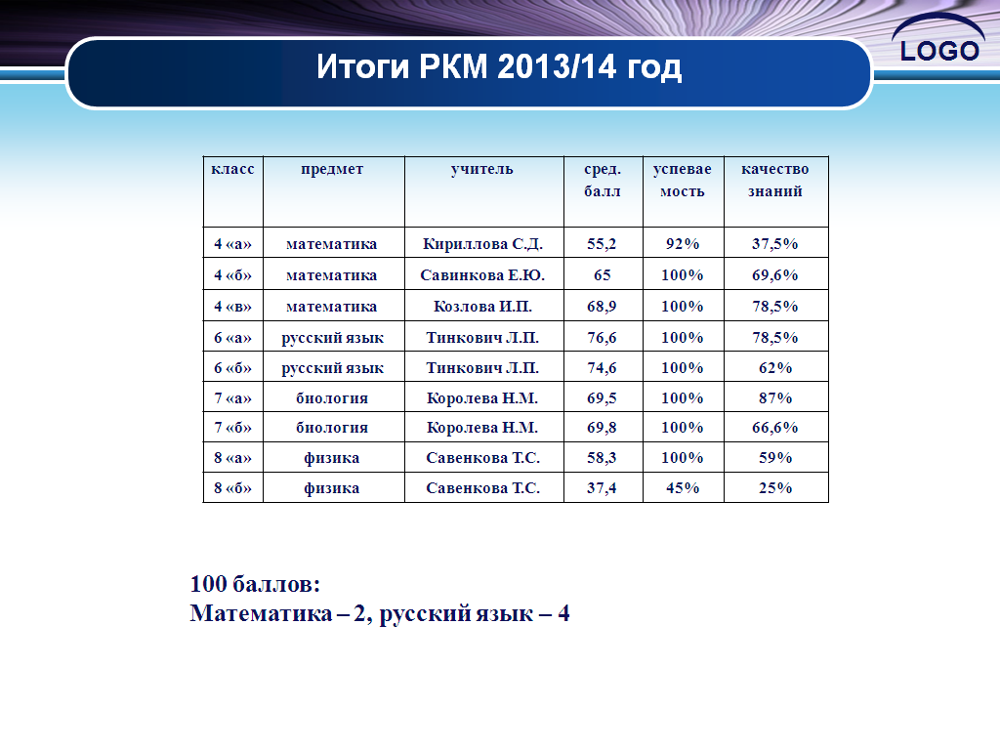 LOGO
Итоги РКМ 2013/14 год
класс предмет учитель сред. балл успевае мость качество знаний
4 «а» математика Кириллова С.Д. 55,2 92% 37,5%
4 «б» математика Савинкова Е.Ю. 65 100% 69,6%
4 «в» математика Козлова И.П. 68,9 100% 78,5%
6 «а» русский язык Тинкович Л.П. 76,6 100% 78,5%
6 «б» русский язык Тинкович Л.П. 74,6 100% 62%
7 «а» биология Королева Н.М. 69,5 100% 87%
7 «б» биология Королева Н.М. 69,8 100% 66,6%
8 «а» физика Савенкова Т.С. 58,3 100% 59%
8 «б» физика Савенкова Т.С. 37,4 45% 25%
100 баллов:
Математика – 2, русский язык – 4